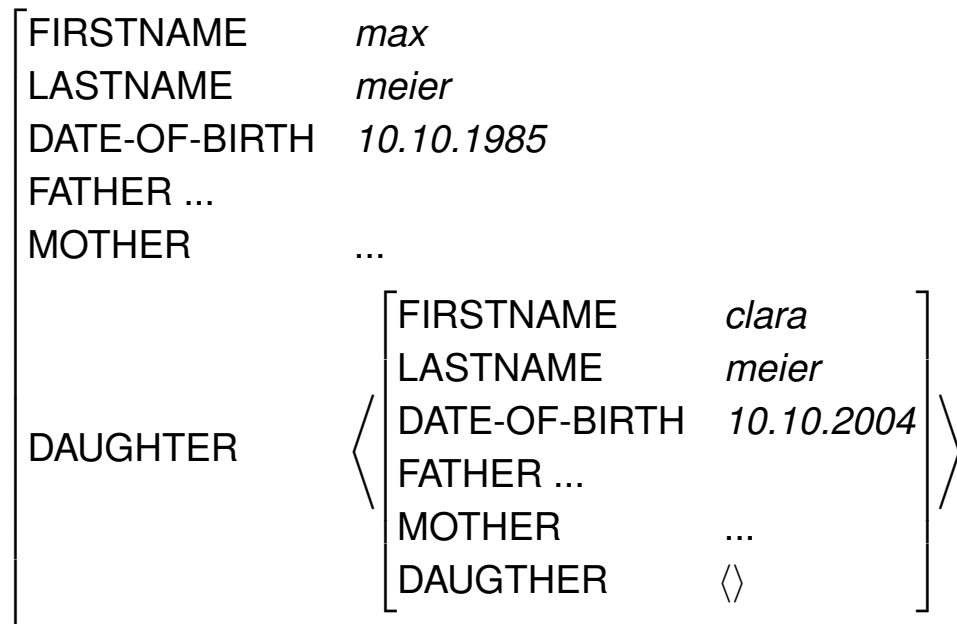 FIRSTNAME max
LASTNAME meier
DATE-OF-BIRTH 10.10.1985
FATHER ...
MOTHER ...
FIRSTNAME clara
LASTNAME meier
DATE-OF-BIRTH 10.10.2004
DAUGHTER
FATHER ...
MOTHER ...
DAUGTHER ⟨⟩